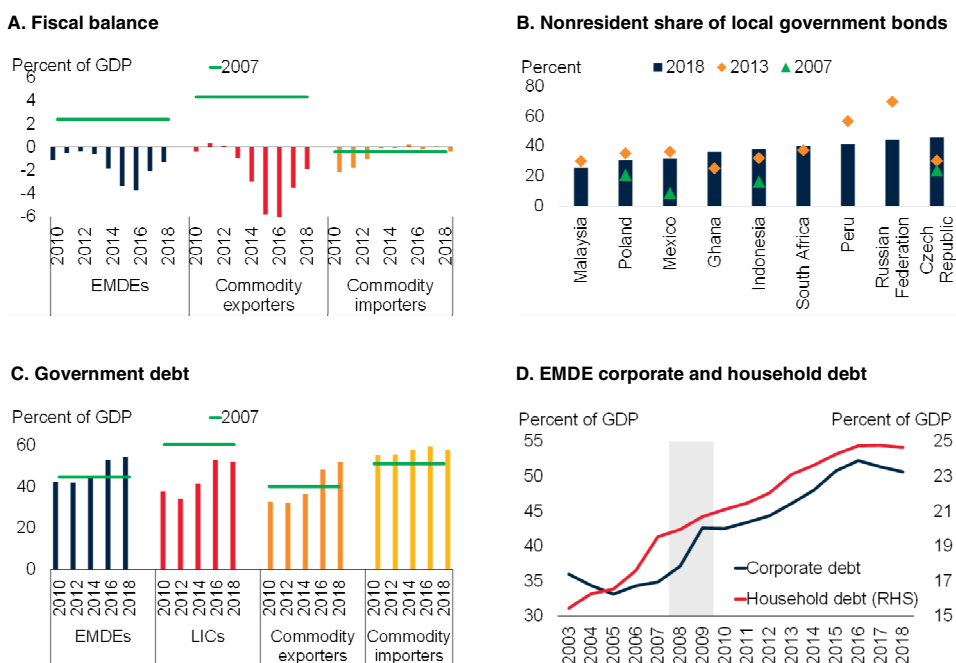 A. Fiscal balance
Percent of GDP
2007
6
4
2
0
-2
-4
-6
2010
2012
2014
2016
2018
2010
2012
2014
2016
2018
2010
2012
2014
2016
2018
EMDEs
Commodity
exporters
Commodity
importers
B. Nonresident share of local government bonds
Percent
2018
2013
2007
80
60
40
20
0
Malaysia
Poland
Mexico
Ghana
Indonesia
South Africa
Peru
Russian
Federation
Czech
Republic
C. Government debt
Percent of GDP
2007
60
40
20
0
2010
2012
2014
2016
2018
2010
2012
2014
2016
2018
2010
2012
2014
2016
2018
2010
2012
2014
2016
2018
EMDEs
LICs
Commodity
exporters
Commodity
importers
D. EMDE corporate and household debt
Percent of GDP
Percent of GDP
55
50
45
40
35
30
25
23
21
19
17
15
Corporate debt
Household debt (RHS)
2003
2004
2005
2006
2007
2008
2009
2010
2011
2012
2013
2014
2015
2016
2017
2018